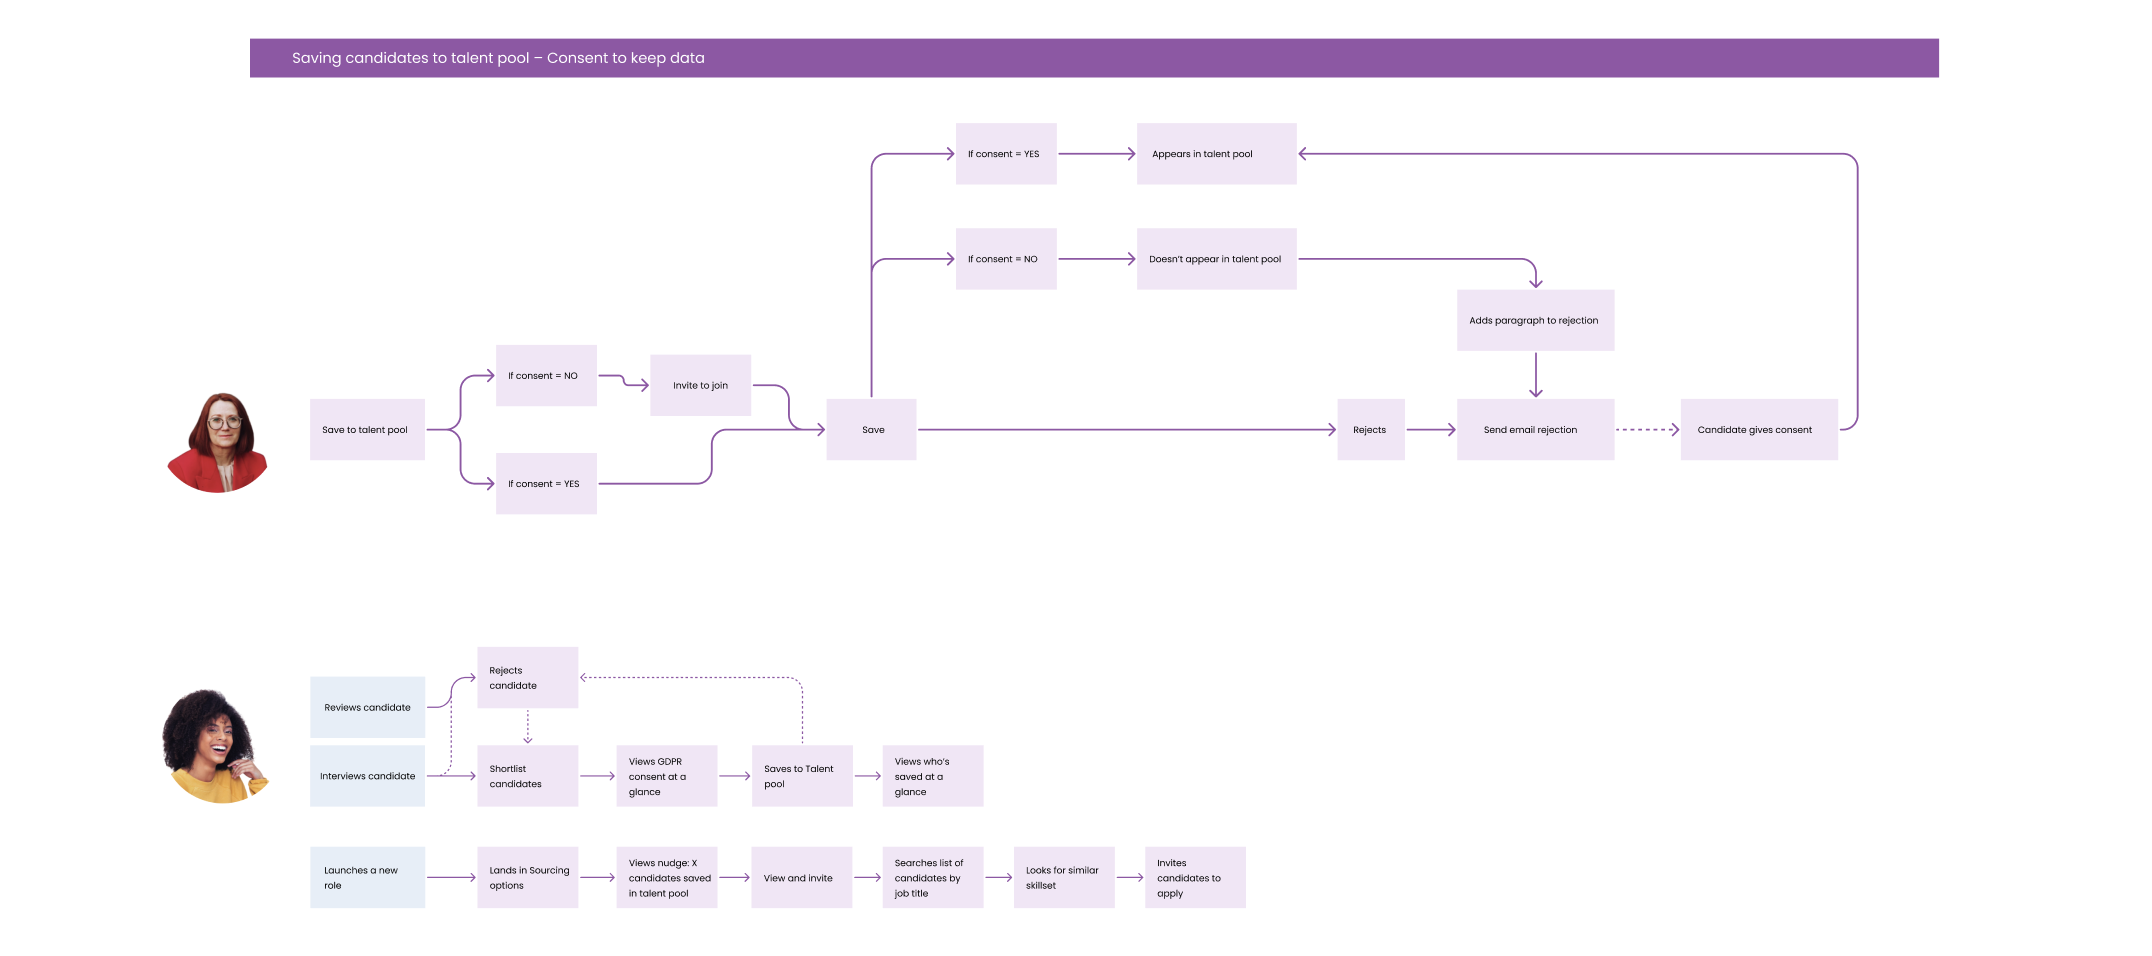 Saving candidates to talent pool – Consent to keep data
If consent = YES
Appears in talent pool
If consent = NO
Doesn't appear in talent pool
Adds paragraph to rejection
If consent = NO
Invite to join
Save to talent pool
Save
Rejects
Send email rejection
Candidate gives consent
If consent = YES
Rejects
candidate
Reviews candidate
Interviews candidate
Shortlist
candidates
Views GDPR
consent at a
glance
Saves to Talent
pool
Views who's
saved at a
glance
Launches a new
role
Lands in Sourcing
options
Views nudge: X
candidates saved
in talent pool
View and invite
Searches list of
candidates by
job title
Looks for similar
skillset
Invites
candidates to
apply